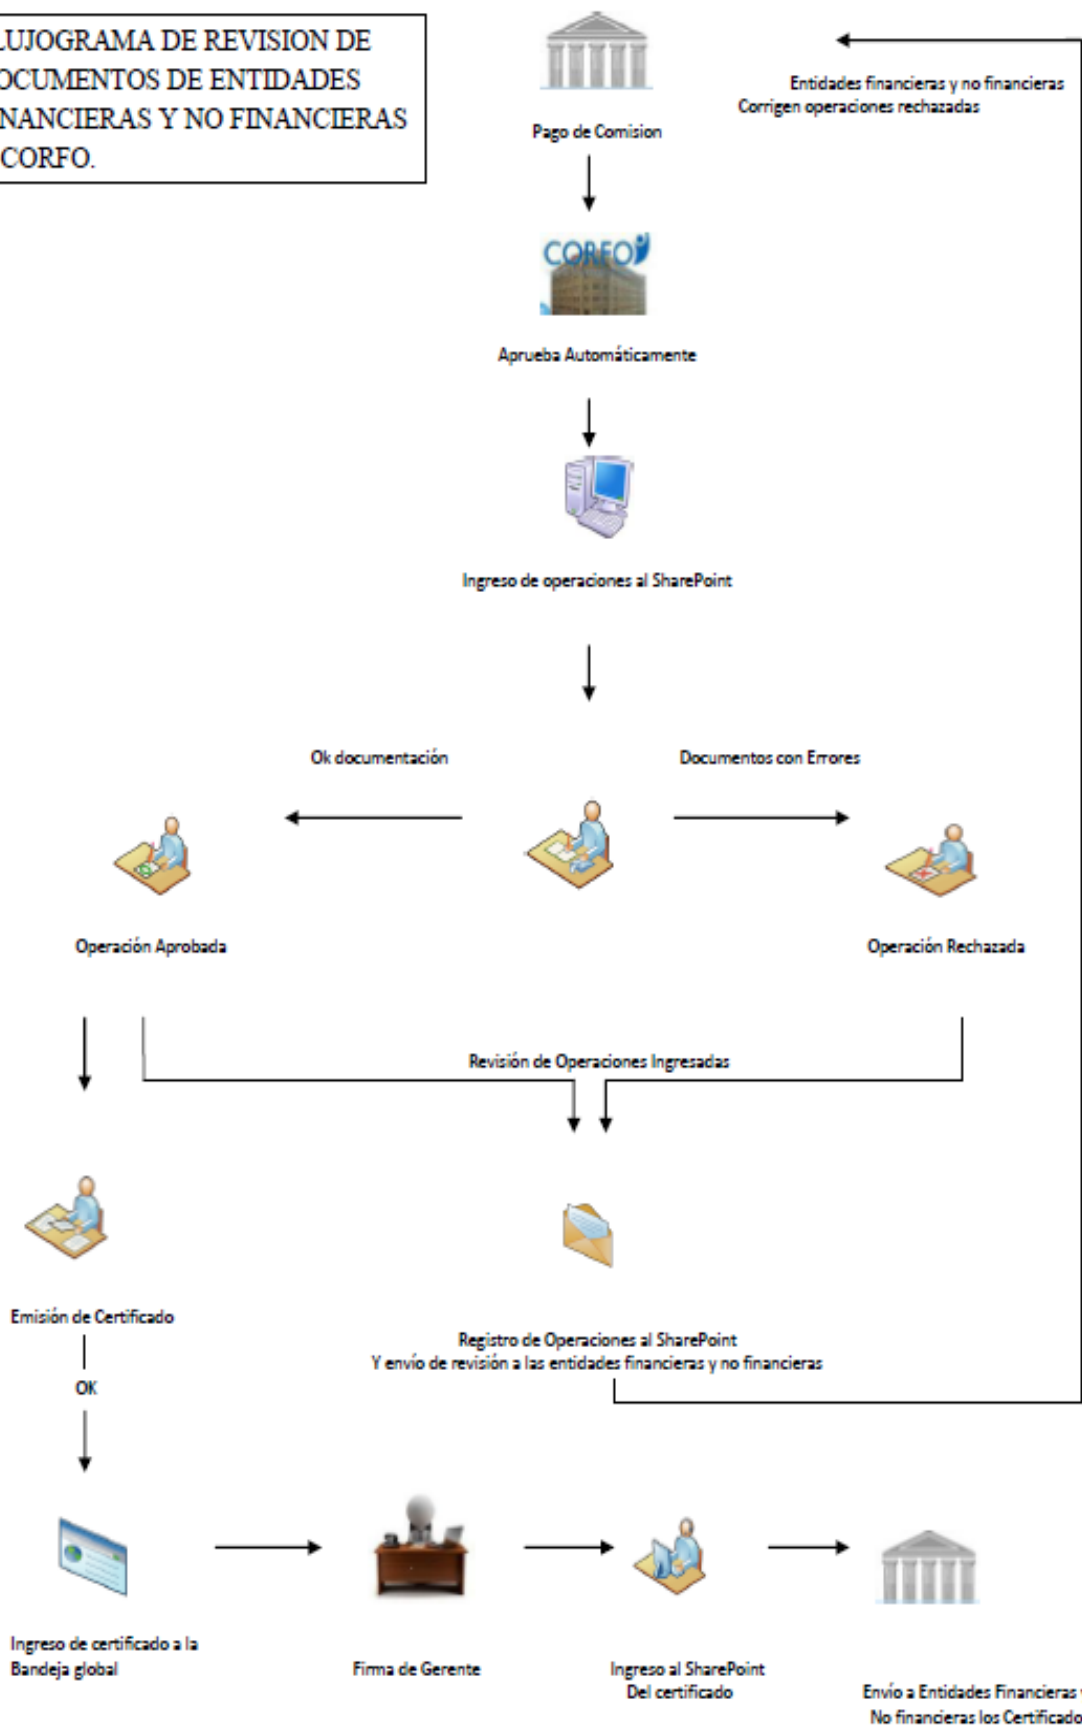 LUJOGRAMA DE REVISION DE
OCUMENTOS DE ENTIDADES
NANCIERAS Y NO FINANCIERAS
CORFO.
Entidades financieras y no financieras
Corrigen operaciones rechazadas
Pago de Comision
CORFO
Aprueba Automáticamente
Ingreso de operaciones al SharePoint
Ok documentación
Documentos con Errores
Operación Aprobada
Operación Rechazada
Revisión de Operaciones Ingresadas
Emisión de Certificado
Registro de Operaciones al SharePoint
Y envío de revisión a las entidades financieras y no financieras
OK
Ingreso de certificado a la
Bandeja global
Firma de Gerente
Ingreso al SharePoint
Del certificado
Envío a Entidades Financieras y
No financieras los Certificado